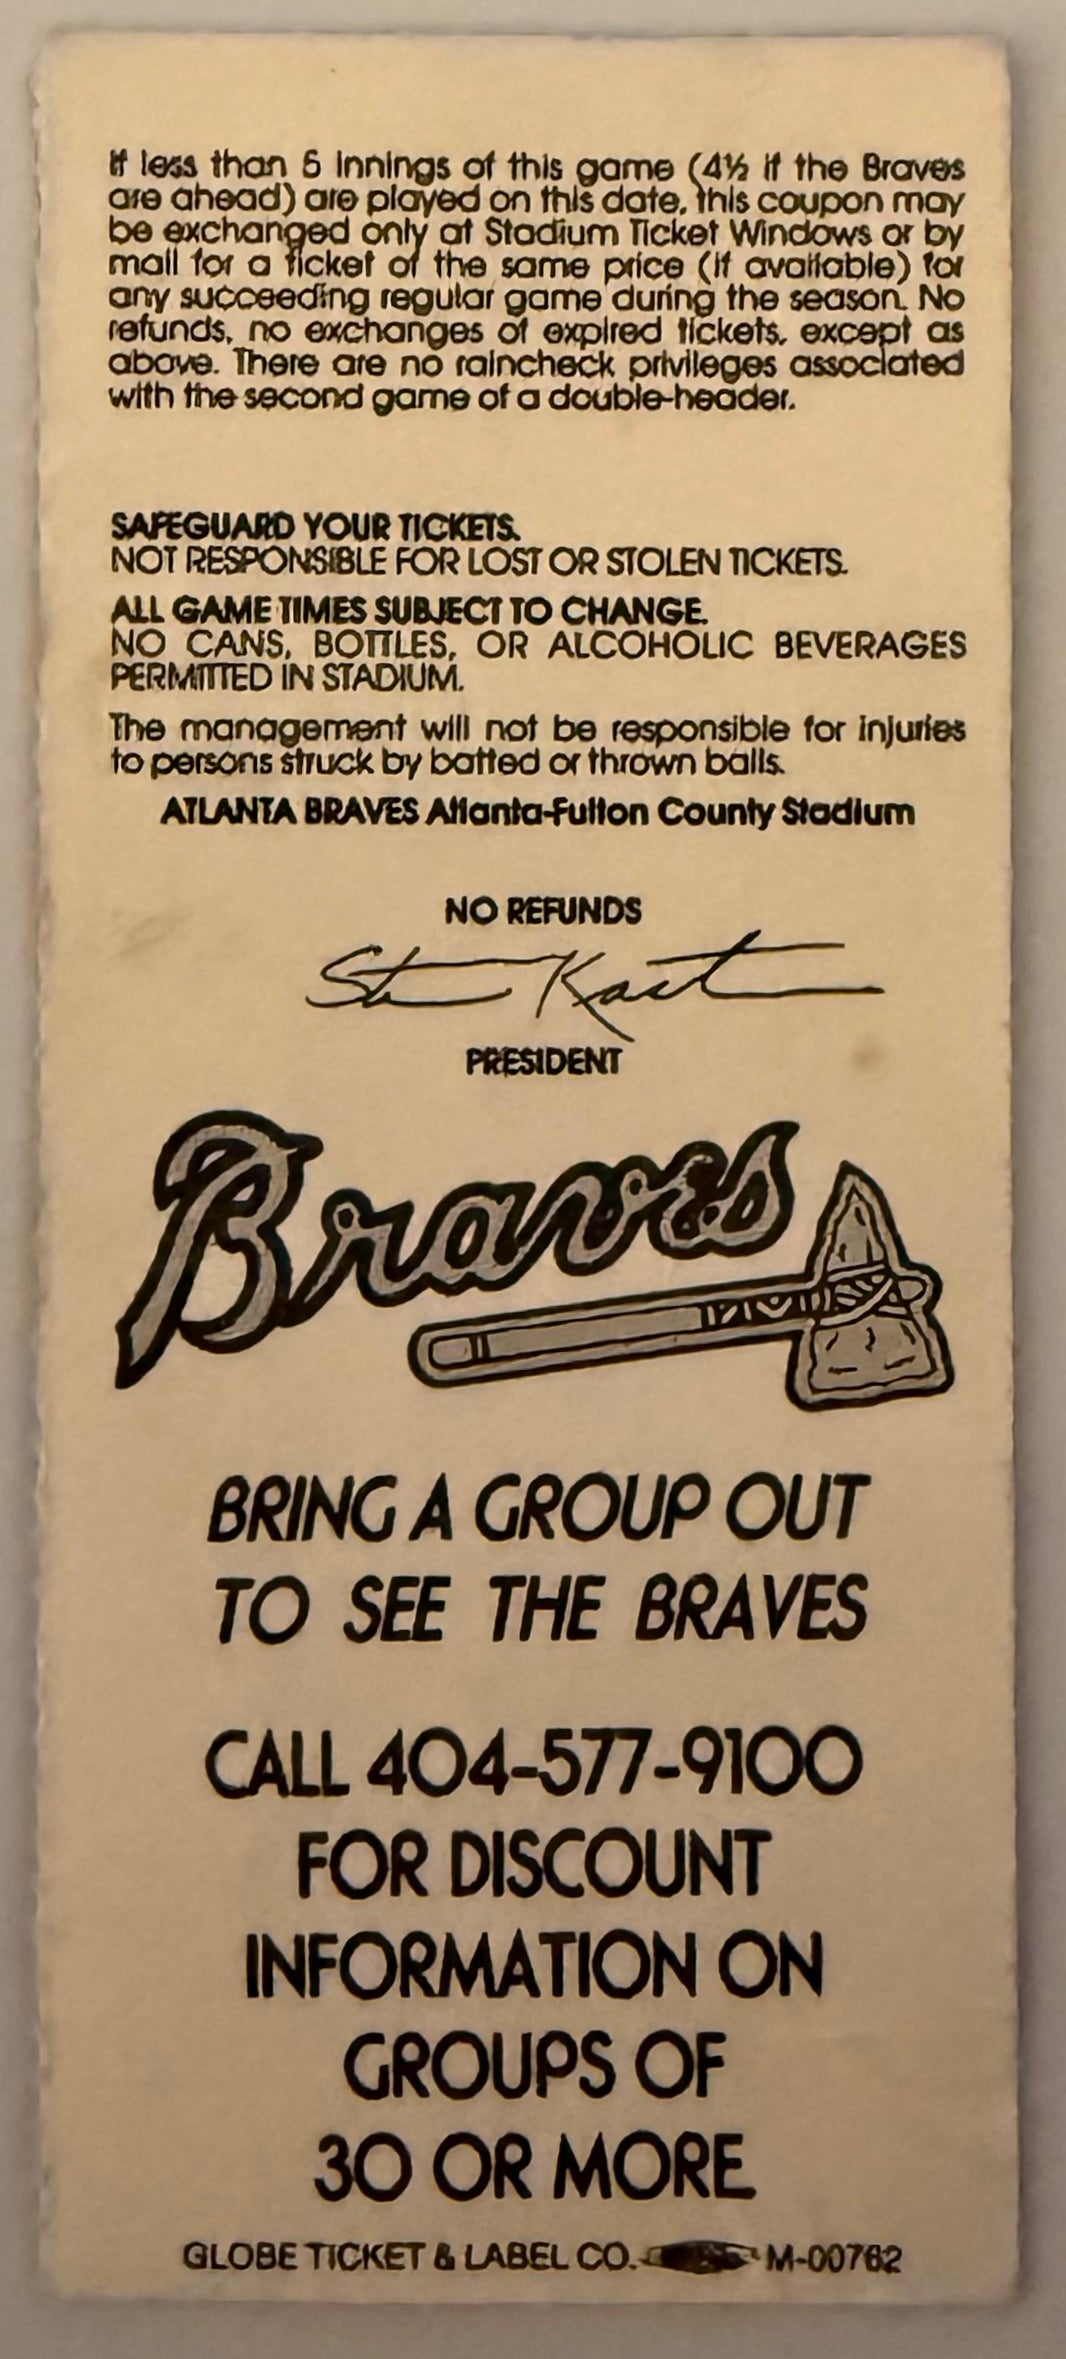 If less than 5 innings of this game (4½ if the Braves
are ahead) are played on this date, this coupon may
be exchanged only at Stadium Ticket Windows or by
mail for a ticket of the same price (if available) for
any succeeding regular game during the season. No
refunds, no exchanges of expired tickets, except as
above. There are no raincheck privileges associated
with the second game of a double-header.
SAFEGUARD YOUR TICKETS.
NOT RESPONSIBLE FOR LOST OR STOLEN TICKETS.
ALL GAME TIMES SUBJECT TO CHANGE.
NO CANS, BOTTLES, OR ALCOHOLIC BEVERAGES
PERMITTED IN STADIUM.
The management will not be responsible for injuries
to persons struck by batted or thrown balls.
ATLANTA BRAVES Atlanta-Fulton County Stadium
NO REFUNDS
PRESIDENT
Braves
BRING A GROUP OUT
TO SEE THE BRAVES
CALL 404-577-9100
FOR DISCOUNT
INFORMATION ON
GROUPS OF
30 OR MORE
GLOBE TICKET & LABEL CO. M-00762